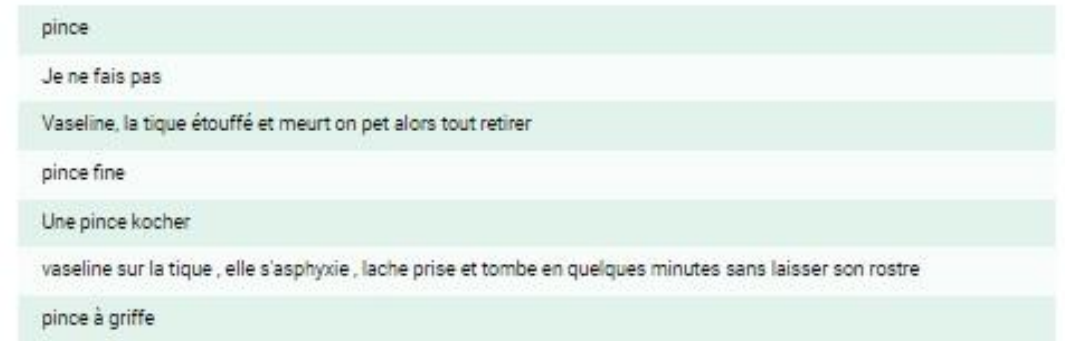 pince
Je ne fais pas
Vaseline, la tique étouffé et meurt on pet alors tout retirer
pince fine
Une pince kocher
vaseline sur la tique , elle s'asphyxie , lache prise et tombe en quelques minutes sans laisser son rostre
pince à griffe